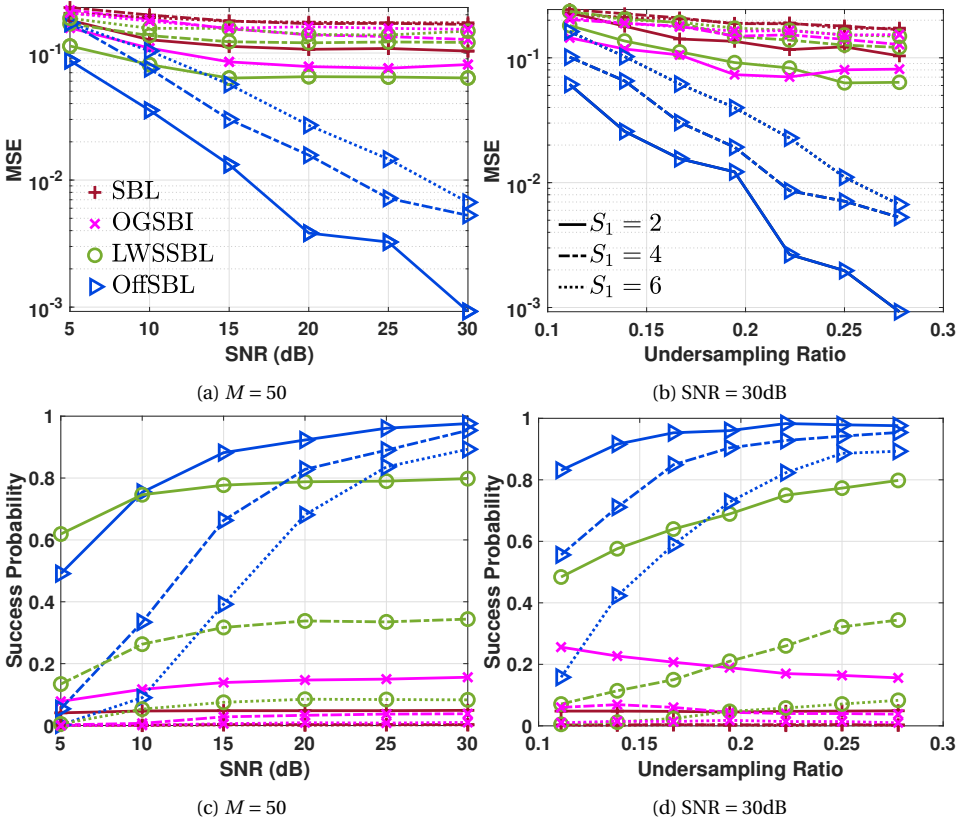 10⁻¹
10⁻²
10⁻³
MSE
SBL
OGSBI
LWSSBL
OffSBL
5 10 15 20 25 30
SNR (dB)
(a) M = 50
10⁻¹
10⁻²
10⁻³
MSE
S₁ = 2
S₁ = 4
S₁ = 6
0.1 0.15 0.2 0.25 0.3
Undersampling Ratio
(b) SNR = 30dB
1
0.8
0.6
0.4
0.2
0
Success Probability
5 10 15 20 25 30
SNR (dB)
(c) M = 50
1
0.8
0.6
0.4
0.2
0
Success Probability
0.1 0.15 0.2 0.25 0.3
Undersampling Ratio
(d) SNR = 30dB